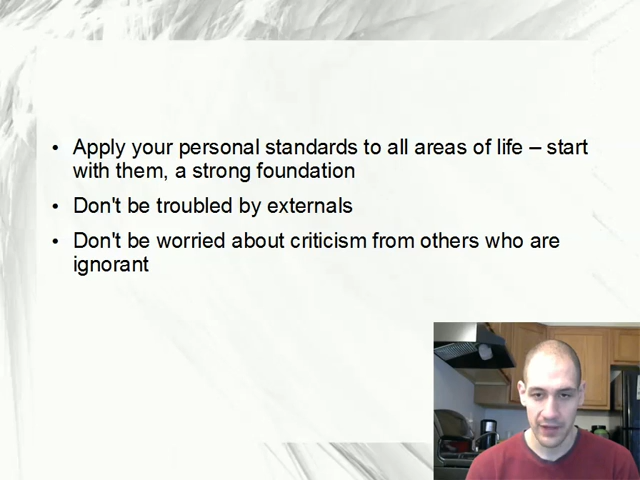 • Apply your personal standards to all areas of life – start
with them, a strong foundation
• Don't be troubled by externals
• Don't be worried about criticism from others who are
ignorant